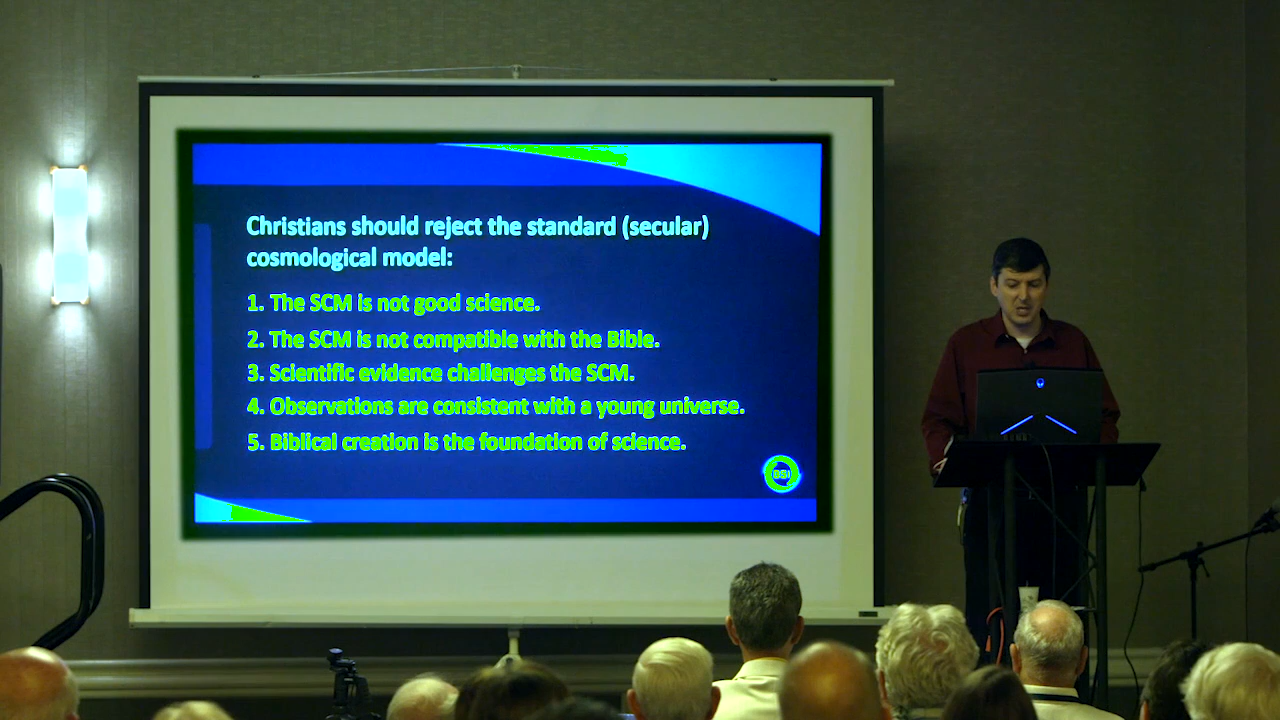 Christians should reject the standard (secular)
cosmological model:
1. The SCM is not good science.
2. The SCM is not compatible with the Bible.
3. Scientific evidence challenges the SCM.
4. Observations are consistent with a young universe.
5. Biblical creation is the foundation of science.
BSI